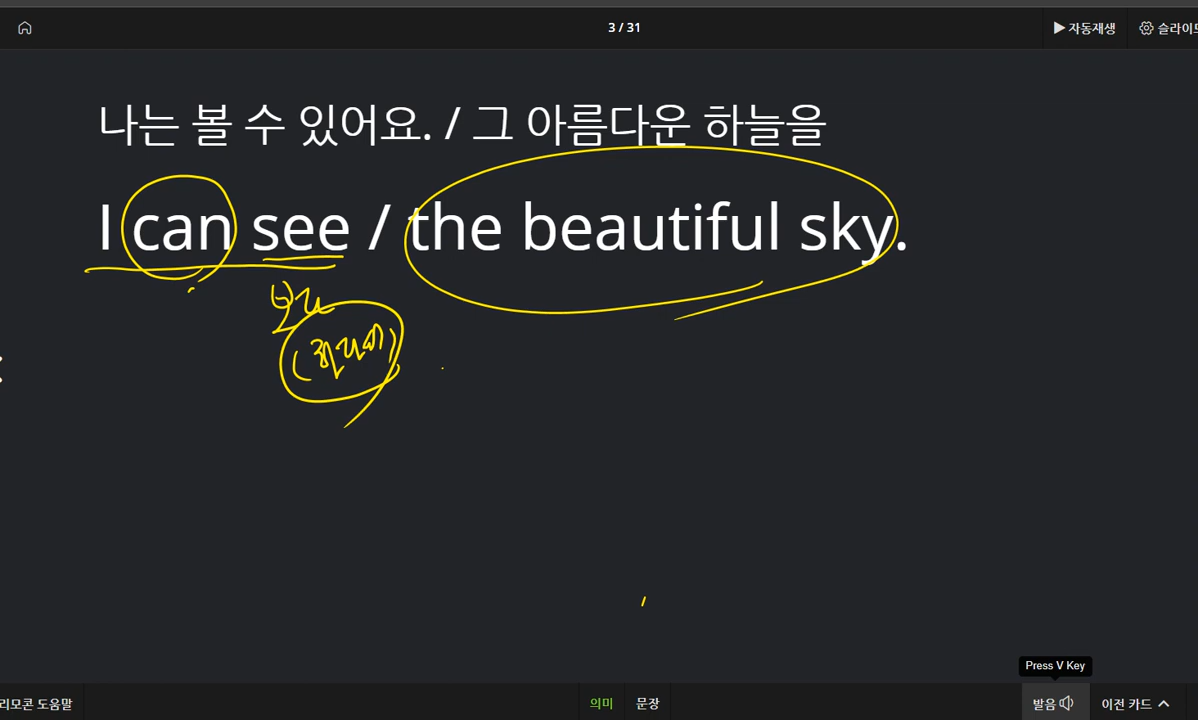 3 / 31
▶ 자동재생
나는 볼 수 있어요. / 그 아름다운 하늘을
I can see / the beautiful sky.
Press V Key
리모콘 도움말
의미
문장
발음
이전 카드